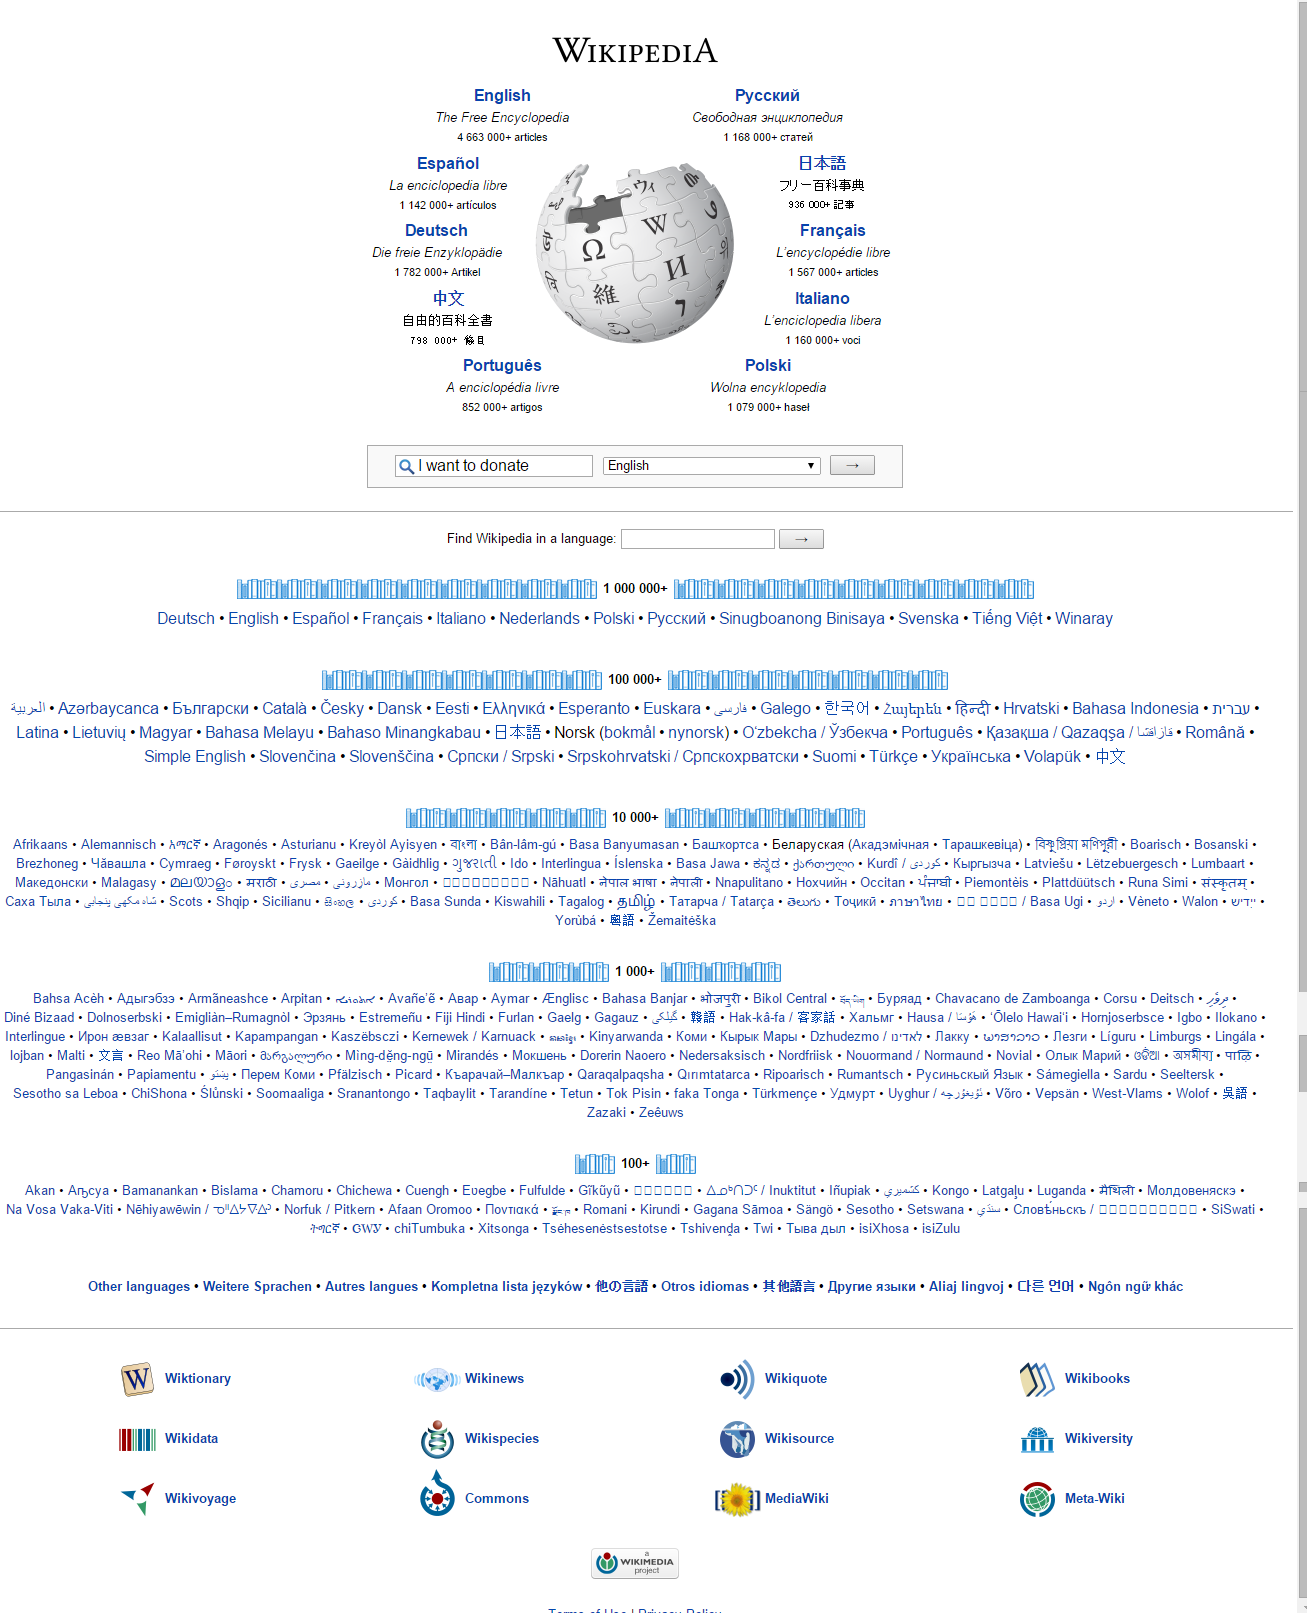 WIKIPEDIA
English
The Free Encyclopedia
4 663 000+ articles
Русский
Свободная энциклопедия
1 168 000+ статей
Español
La enciclopedia libre
1 142 000+ artículos
日本語
フリー百科事典
936 000+ 記事
Deutsch
Die freie Enzyklopädie
1 782 000+ Artikel
Français
L'encyclopédie libre
1 567 000+ articles
中文
自由的百科全書
798 000+ 條目
Italiano
L'enciclopedia libera
1 160 000+ voci
Português
A enciclopédia livre
852 000+ artigos
Polski
Wolna encyklopedia
1 079 000+ haseł
I want to donate
English
→
Find Wikipedia in a language:
→
1 000 000+
Deutsch • English • Español • Français • Italiano • Nederlands • Polski • Русский • Sinugboanong Binisaya • Svenska • Tiếng Việt • Winaray
100 000+
العربية • Azərbaycanca • Български • Català • Česky • Dansk • Eesti • Ελληνικά • Esperanto • Euskara • فارسی • Galego • 한국어 • Հայերեն • हिन्दी • Hrvatski • Bahasa Indonesia • עברית •
Latina • Lietuvių • Magyar • Bahasa Melayu • Bahaso Minangkabau • 日本語 • Norsk (bokmål • nynorsk) • Oʻzbekcha / Ўзбекча • Português • Қазақша / Qazaqşa / قازاقشا • Română •
Simple English • Slovenčina • Slovenščina • Српски / Srpski • Srpskohrvatski / Српскохрватски • Suomi • Türkçe • Українська • Volapük • 中文
10 000+
Afrikaans • Alemannisch • አማርኛ • Aragonés • Asturianu • Kreyòl Ayisyen • বাংলা • Bân-lâm-gú • Basa Banyumasan • Башҡортса • Беларуская (Акадэмічная • Тарашкевіца) • বিষ্ণুপ্রিয়া মণিপুরী • Boarisch • Bosanski •
Brezhoneg • Чӑвашла • Cymraeg • Føroyskt • Frysk • Gaeilge • Gàidhlig • ગુજરાતી • Ido • Interlingua • Íslenska • Basa Jawa • ಕನ್ನಡ • ქართული • Kurdî / كوردی • Кыргызча • Latviešu • Lëtzebuergesch • Lumbaart •
Македонски • Malagasy • മലയാളം • मराठी • مصرى • مازِرونی • Монгол • Nāhuatl • नेपाल भाषा • नेपाली • Nnapulitano • Нохчийн • Occitan • ਪੰਜਾਬੀ • Piemontèis • Plattdüütsch • Runa Simi • संस्कृतम् •
Саха Тыла • شاہ مکھی پنجابی • Scots • Shqip • Sicilianu • සිංහල • کوردی • Basa Sunda • Kiswahili • Tagalog • தமிழ் • Татарча / Tatarça • తెలుగు • Тоҷикӣ • ภาษาไทย • / Basa Ugi • اردو • Vèneto • Walon • ייִדיש •
Yorùbá • 粵語 • Žemaitėška
1 000+
Bahsa Acèh • Адыгэбзэ • Armãneashce • Arpitan • Avañe'ẽ • Авар • Aymar • Ænglisc • Bahasa Banjar • भोजपुरी • Bikol Central • Буряад • Chavacano de Zamboanga • Corsu • Deitsch •
Diné Bizaad • Dolnoserbski • Emigliàn–Rumagnòl • Эрзянь • Estremeñu • Fiji Hindi • Furlan • Gaelg • Gagauz • گیلکی • 贛語 • Hak-kâ-fa / 客家話 • Хальмг • Hausa / هَوُسَا • ʻŌlelo Hawaiʻi • Hornjoserbsce • Igbo • Ilokano •
Interlingue • Ирон æвзаг • Kalaallisut • Kapampangan • Kaszëbsczi • Kernewek / Karnuack • Kinyarwanda • Коми • Кырык Мары • Dzhudezmo / לאדינו • Лакку • ພາສາລາວ • Лезги • Líguru • Limburgs • Lingála •
lojban • Malti • 文言 • Reo Mā'ohi • Māori • მარგალური • Mìng-dĕ̤ng-ngṳ̄ • Mirandés • Мокшень • Dorerin Naoero • Nedersaksisch • Nordfriisk • Nouormand / Normaund • Novial • Олык Марий • ଓଡିଆ • অসমীযা় • पाऴि •
Pangasinán • Papiamentu • پښتو • Перем Коми • Pfälzisch • Picard • Къарачай–Малкъар • Qaraqalpaqsha • Qırımtatarca • Ripoarisch • Rumantsch • Русиньскый Язык • Sámegiella • Sardu • Seeltersk •
Sesotho sa Leboa • ChiShona • Ślůnski • Soomaaliga • Sranantongo • Taqbaylit • Tarandíne • Tetun • Tok Pisin • faka Tonga • Türkmençe • Удмурт • Uyghur / ئۇيغۇرچه • Võro • Vepsän • West-Vlams • Wolof • 吳語 •
Zazaki • Zeêuws
100+
Akan • Аҧсуа • Bamanankan • Bislama • Chamoru • Chichewa • Cuengh • Eʋegbe • Fulfulde • Gĩkũyũ • ᐃᓄᒃᑎᑐᑦ / Inuktitut • Iñupiak • كشميري • Kongo • Latgaļu • Luganda • मैथिली • Молдовеняскэ •
Na Vosa Vaka-Viti • Nēhiyawēwin / ᓀᐦᐃᔭᐍᐏᐣ • Norfuk / Pitkern • Afaan Oromoo • Ποντιακά • Romani • Kirundi • Gagana Sāmoa • Sängö • Sesotho • Setswana • سنڌي • Словѣ́ньскъ / • SiSwati •
ትግርኛ • ᏣᎳᎩ • chiTumbuka • Xitsonga • Tsėhesenėstsestotse • Tshivenḓa • Twi • Тыва дыл • isiXhosa • isiZulu
Other languages • Weitere Sprachen • Autres langues • Kompletna lista języków • 他の言語 • Otros idiomas • 其他語言 • Другие языки • Aliaj lingvoj • 다른 언어 • Ngôn ngữ khác
Wiktionary
Wikinews
Wikiquote
Wikibooks
Wikidata
Wikispecies
Wikisource
Wikiversity
Wikivoyage
Commons
MediaWiki
Meta-Wiki
a
WIKIMEDIA
project
Terms of Use | Privacy Policy